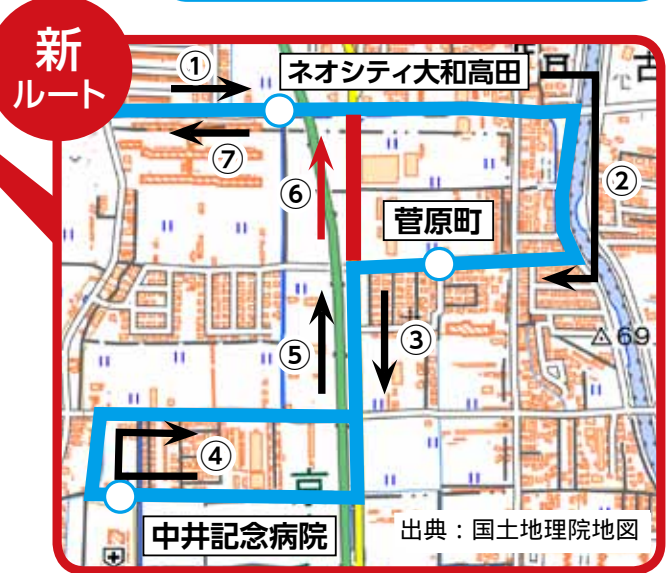 新
ルート
①
ネオシティ大和高田
⑦
⑥
②
菅原町
⑤
③
69
④
中井記念病院
出典：国土地理院地図